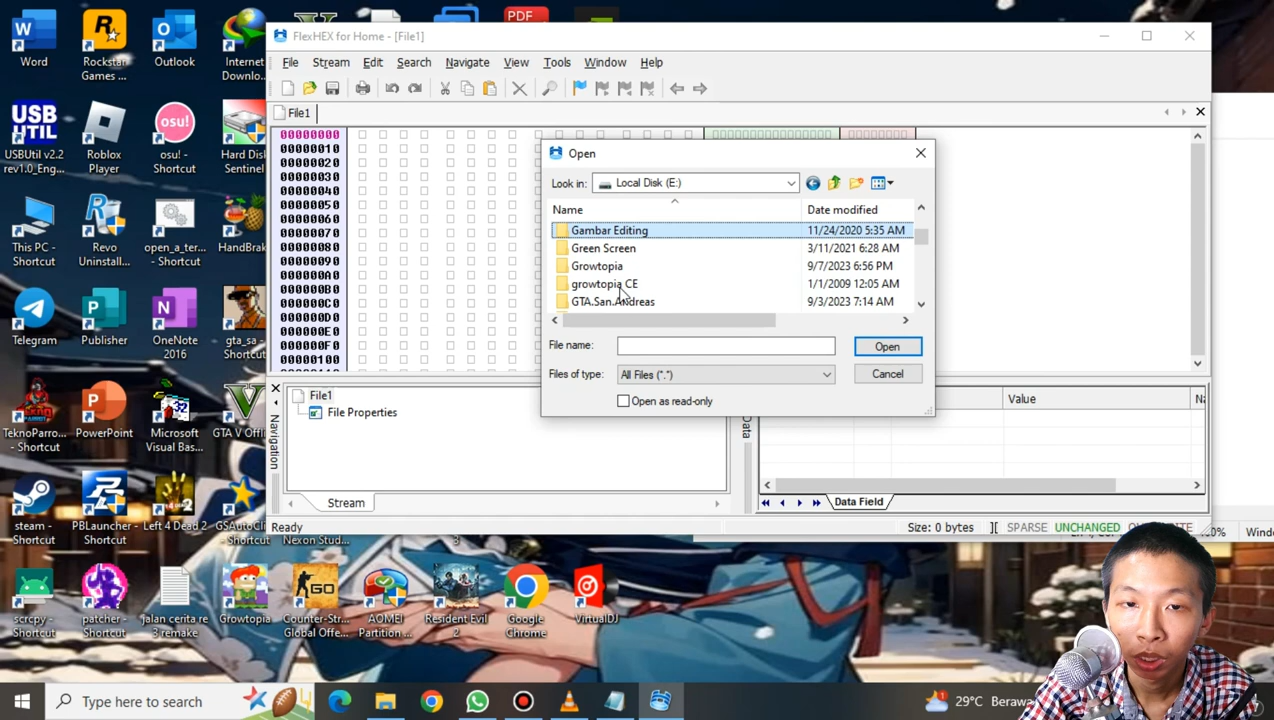 PDF
FlexHEX for Home - [File1]
File Stream Edit Search Navigate View Tools Window Help
File1
Word
Rockstar Games ...
Outlook
Internet Downlo...
USB UTIL
USBUtil v2.2 rev1.0_Eng...
Roblox Player
osu!
osu! - Shortcut
Hard Disk Sentinel
This PC - Shortcut
Revo Uninstall...
open_a_ter... - Shortcut
HandBrak
Telegram
Publisher
OneNote 2016
gta_sa - Shortcut
TeknoParro... - Shortcut
PowerPoint
Microsoft Visual Bas...
GTA V Offli
steam - Shortcut
PBLauncher - Shortcut
Left 4 Dead 2
GSAutoCli - Shortcut
Nexon Stud...
3
scrcpy - Shortcut
patcher - Shortcut
jalan cerita re 3 remake
Growtopia
GO
Counter-Str... Global Offe...
AOMEI Partition ...
Resident Evil 2
Google Chrome
VirtualDJ
00000000
00000010
00000020
00000030
00000040
00000050
00000060
00000070
00000080
00000090
000000A0
000000B0
000000C0
000000D0
000000E0
000000F0
00000100
Open
Look in: Local Disk (E:)
Name Date modified
Gambar Editing 11/24/2020 5:35 AM
Green Screen 3/11/2021 6:28 AM
Growtopia 9/7/2023 6:56 PM
growtopia CE 1/1/2009 12:05 AM
GTA.San.Andreas 9/3/2023 7:14 AM
File name: Open
Files of type: All Files (*.*) Cancel
Open as read-only
Navigation
File1
File Properties
Stream
Data
Value
Data Field
Ready Size: 0 bytes ][ SPARSE UNCHANGED
Type here to search
29°C Berawa